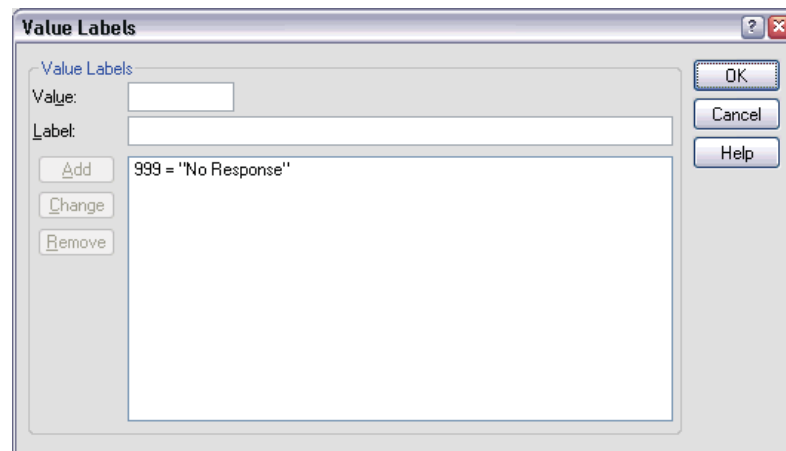 Value Labels
?
Value Labels
Value:
Label:
Add
Change
Remove
999 = "No Response"
OK
Cancel
Help